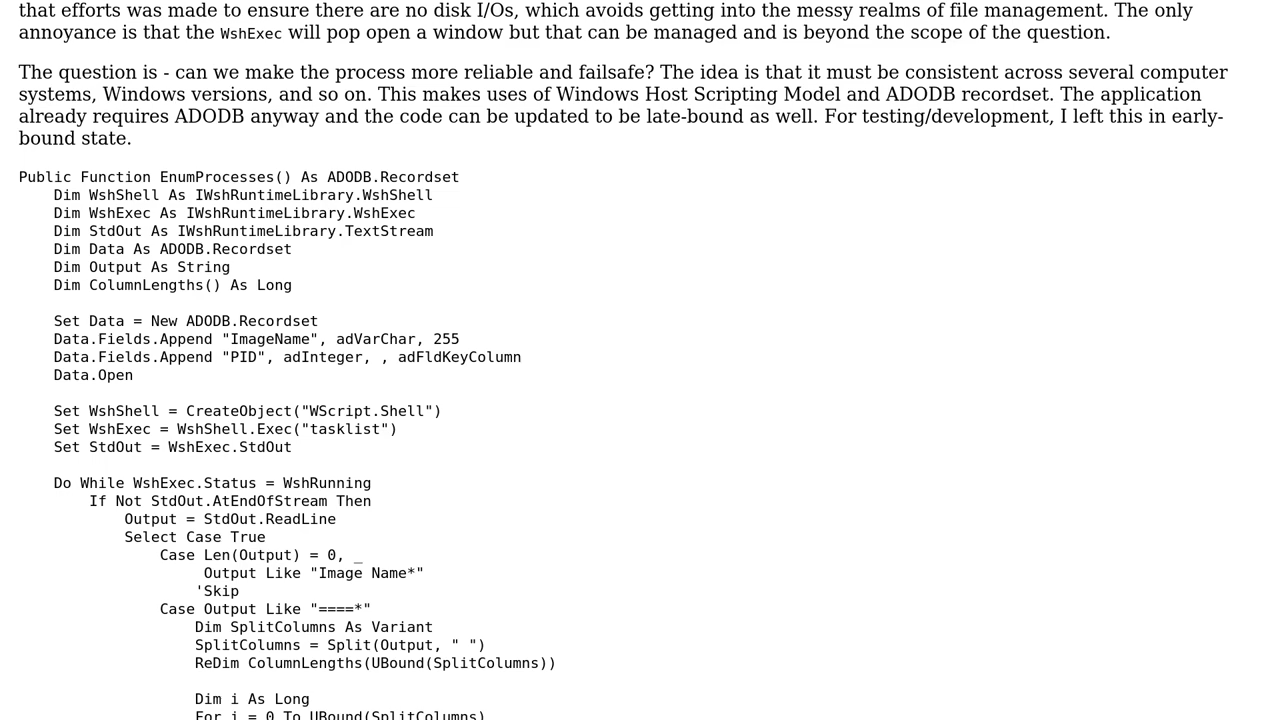 that efforts was made to ensure there are no disk I/Os, which avoids getting into the messy realms of file management. The only
annoyance is that the WshExec will pop open a window but that can be managed and is beyond the scope of the question.
The question is - can we make the process more reliable and failsafe? The idea is that it must be consistent across several computer
systems, Windows versions, and so on. This makes uses of Windows Host Scripting Model and ADODB recordset. The application
already requires ADODB anyway and the code can be updated to be late-bound as well. For testing/development, I left this in early-
bound state.
Public Function EnumProcesses() As ADODB.Recordset
    Dim WshShell As IWshRuntimeLibrary.WshShell
    Dim WshExec As IWshRuntimeLibrary.WshExec
    Dim StdOut As IWshRuntimeLibrary.TextStream
    Dim Data As ADODB.Recordset
    Dim Output As String
    Dim ColumnLengths() As Long
    Set Data = New ADODB.Recordset
    Data.Fields.Append "ImageName", adVarChar, 255
    Data.Fields.Append "PID", adInteger, , adFldKeyColumn
    Data.Open
    Set WshShell = CreateObject("WScript.Shell")
    Set WshExec = WshShell.Exec("tasklist")
    Set StdOut = WshExec.StdOut
    Do While WshExec.Status = WshRunning
        If Not StdOut.AtEndOfStream Then
            Output = StdOut.ReadLine
            Select Case True
                Case Len(Output) = 0, _
                     Output Like "Image Name*"
                    'Skip
                Case Output Like "====*"
                    Dim SplitColumns As Variant
                    SplitColumns = Split(Output, " ")
                    ReDim ColumnLengths(UBound(SplitColumns))
                    Dim i As Long
                    For i = 0 To UBound(SplitColumns)